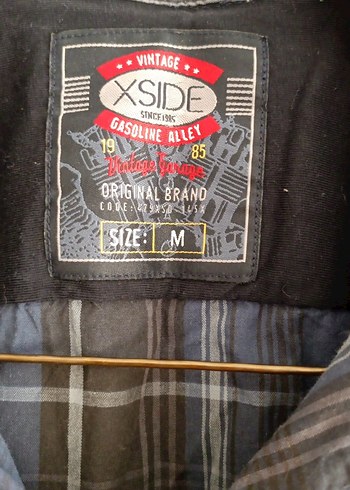 ★★ VINTAGE ★★
XSIDE
SINCE 1985
GASOLINE ALLEY
19 85
Vintage Garage
ORIGINAL BRAND
SIZE: M